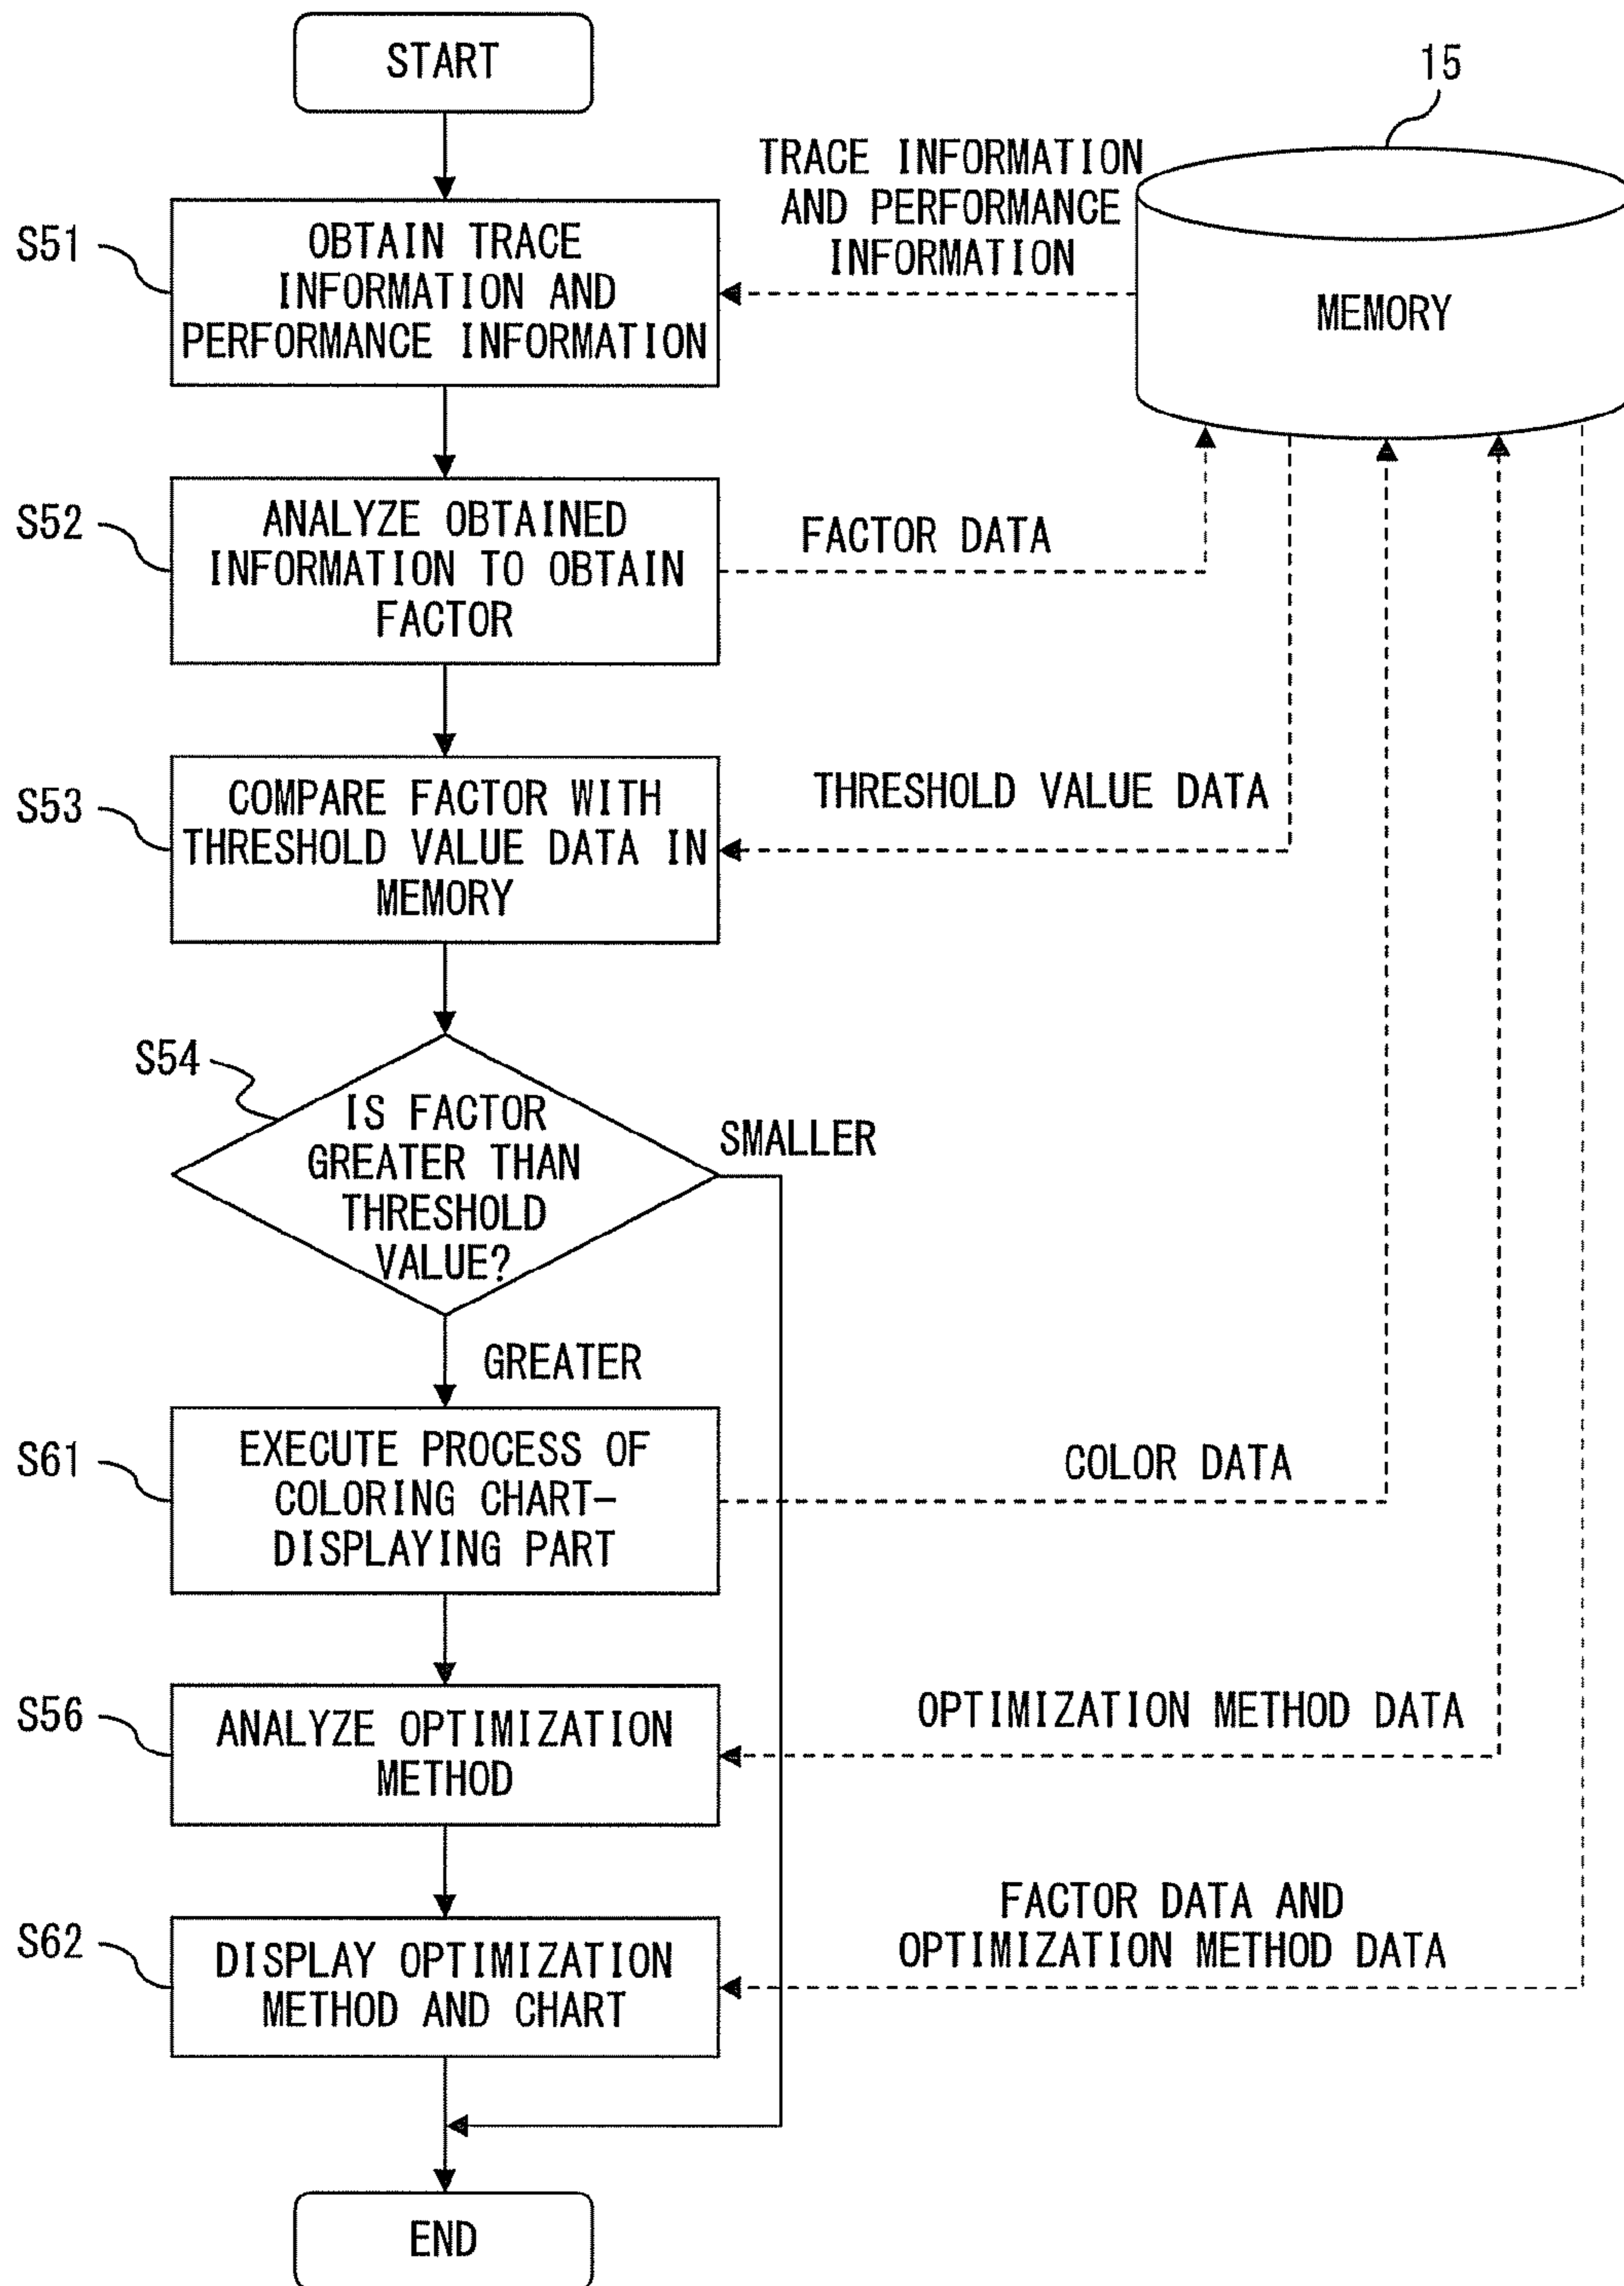 START
15
TRACE INFORMATION
AND PERFORMANCE
INFORMATION
S51
OBTAIN TRACE
INFORMATION AND
PERFORMANCE INFORMATION
MEMORY
S52
ANALYZE OBTAINED
INFORMATION TO OBTAIN
FACTOR
FACTOR DATA
S53
COMPARE FACTOR WITH
THRESHOLD VALUE DATA IN
MEMORY
THRESHOLD VALUE DATA
S54
IS FACTOR
GREATER THAN
THRESHOLD
VALUE?
SMALLER
GREATER
S61
EXECUTE PROCESS OF
COLORING CHART-
DISPLAYING PART
COLOR DATA
S56
ANALYZE OPTIMIZATION
METHOD
OPTIMIZATION METHOD DATA
S62
DISPLAY OPTIMIZATION
METHOD AND CHART
FACTOR DATA AND
OPTIMIZATION METHOD DATA
END